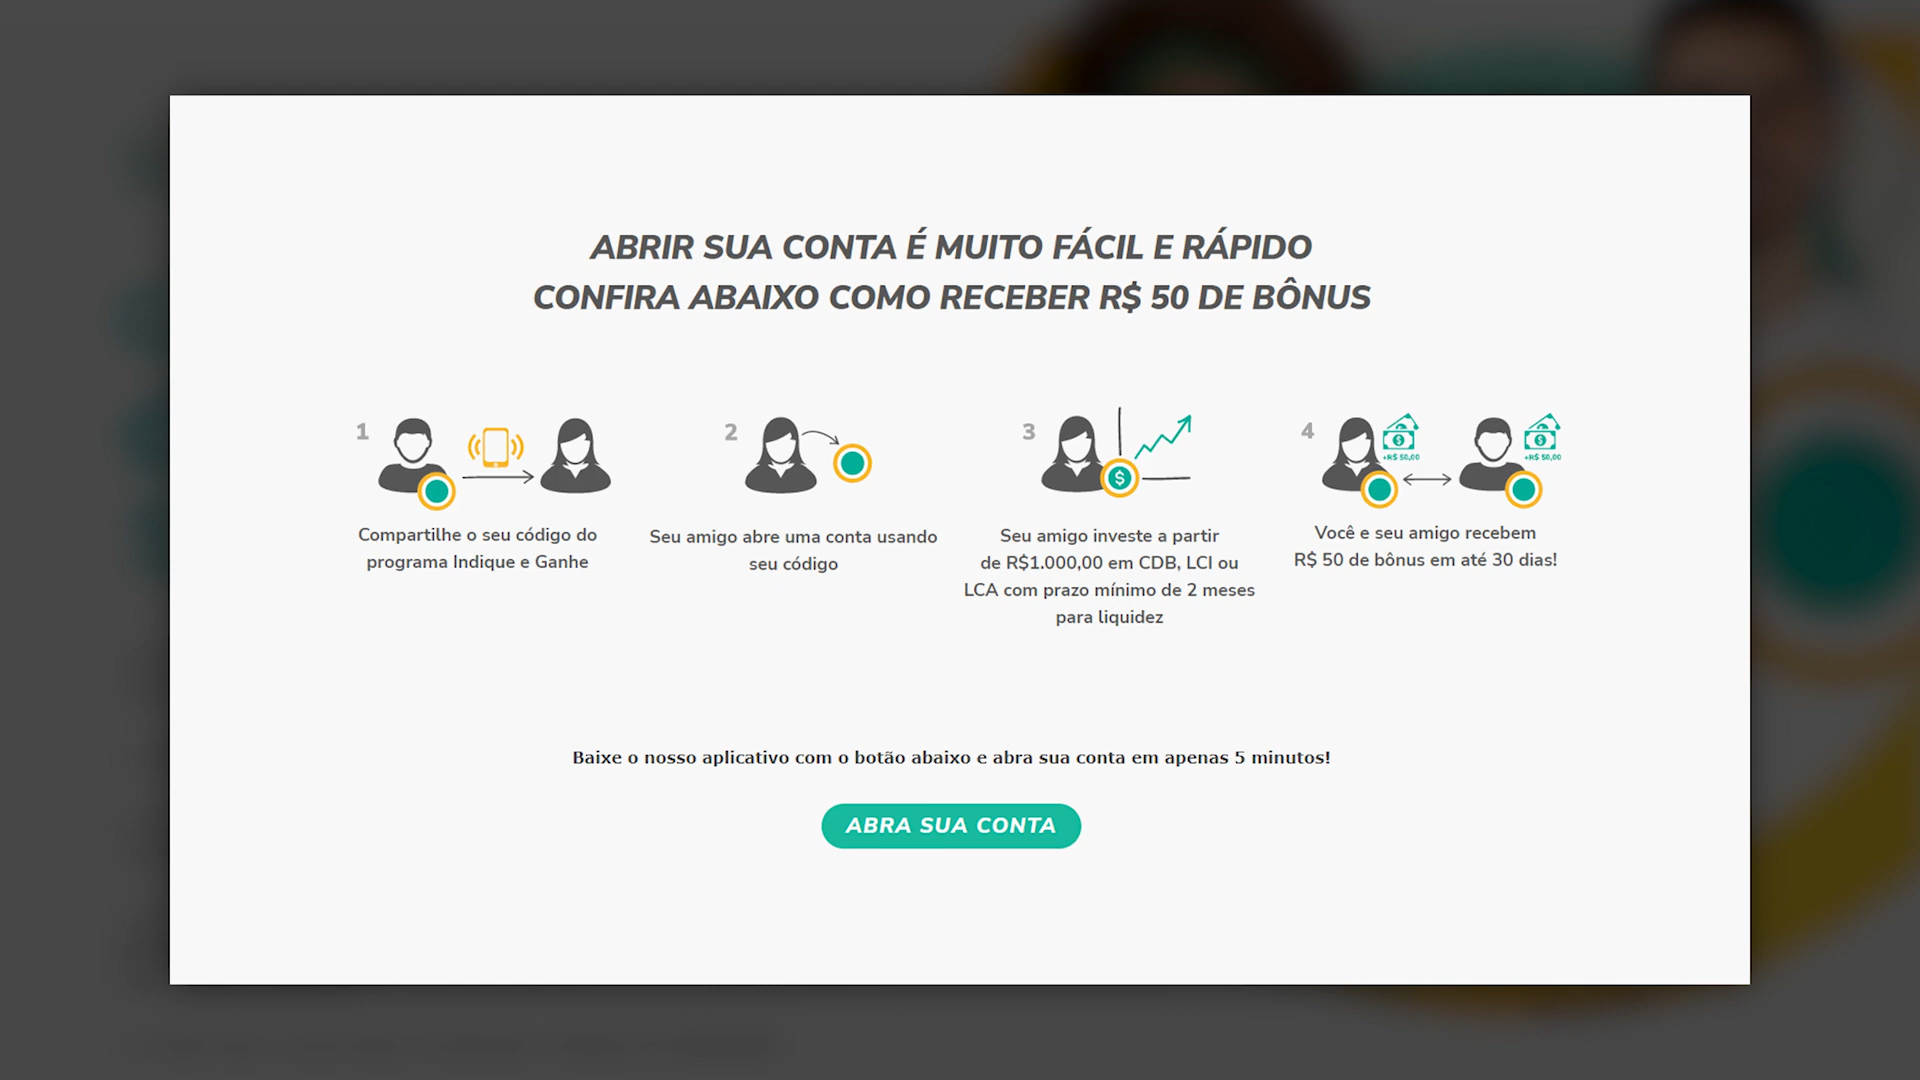 ABRIR SUA CONTA É MUITO FÁCIL E RÁPIDO
CONFIRA ABAIXO COMO RECEBER R$ 50 DE BÔNUS
1
Compartilhe o seu código do
programa Indique e Ganhe
2
Seu amigo abre uma conta usando
seu código
3
$
Seu amigo investe a partir
de R$1.000,00 em CDB, LCI ou
LCA com prazo mínimo de 2 meses
para liquidez
4
+R$ 50,00
+R$ 50,00
Você e seu amigo recebem
R$ 50 de bônus em até 30 dias!
Baixe o nosso aplicativo com o botão abaixo e abra sua conta em apenas 5 minutos!
ABRA SUA CONTA